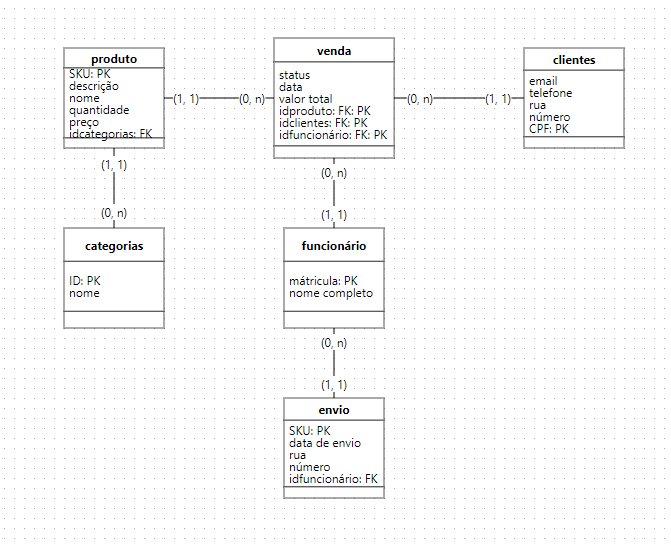 produto
SKU: PK
descrição
nome
quantidade
preço
idcategorias: FK
(1, 1)
(0, n)
venda
status
data
valor total
idproduto: FK: PK
idclientes: FK: PK
idfuncionário: FK: PK
(0, n)
(1, 1)
clientes
email
telefone
rua
número
CPF: PK
(1, 1)
(0, n)
(0, n)
(1, 1)
categorias
ID: PK
nome
funcionário
mátricula: PK
nome completo
(0, n)
(1, 1)
envio
SKU: PK
data de envio
rua
número
idfuncionário: FK